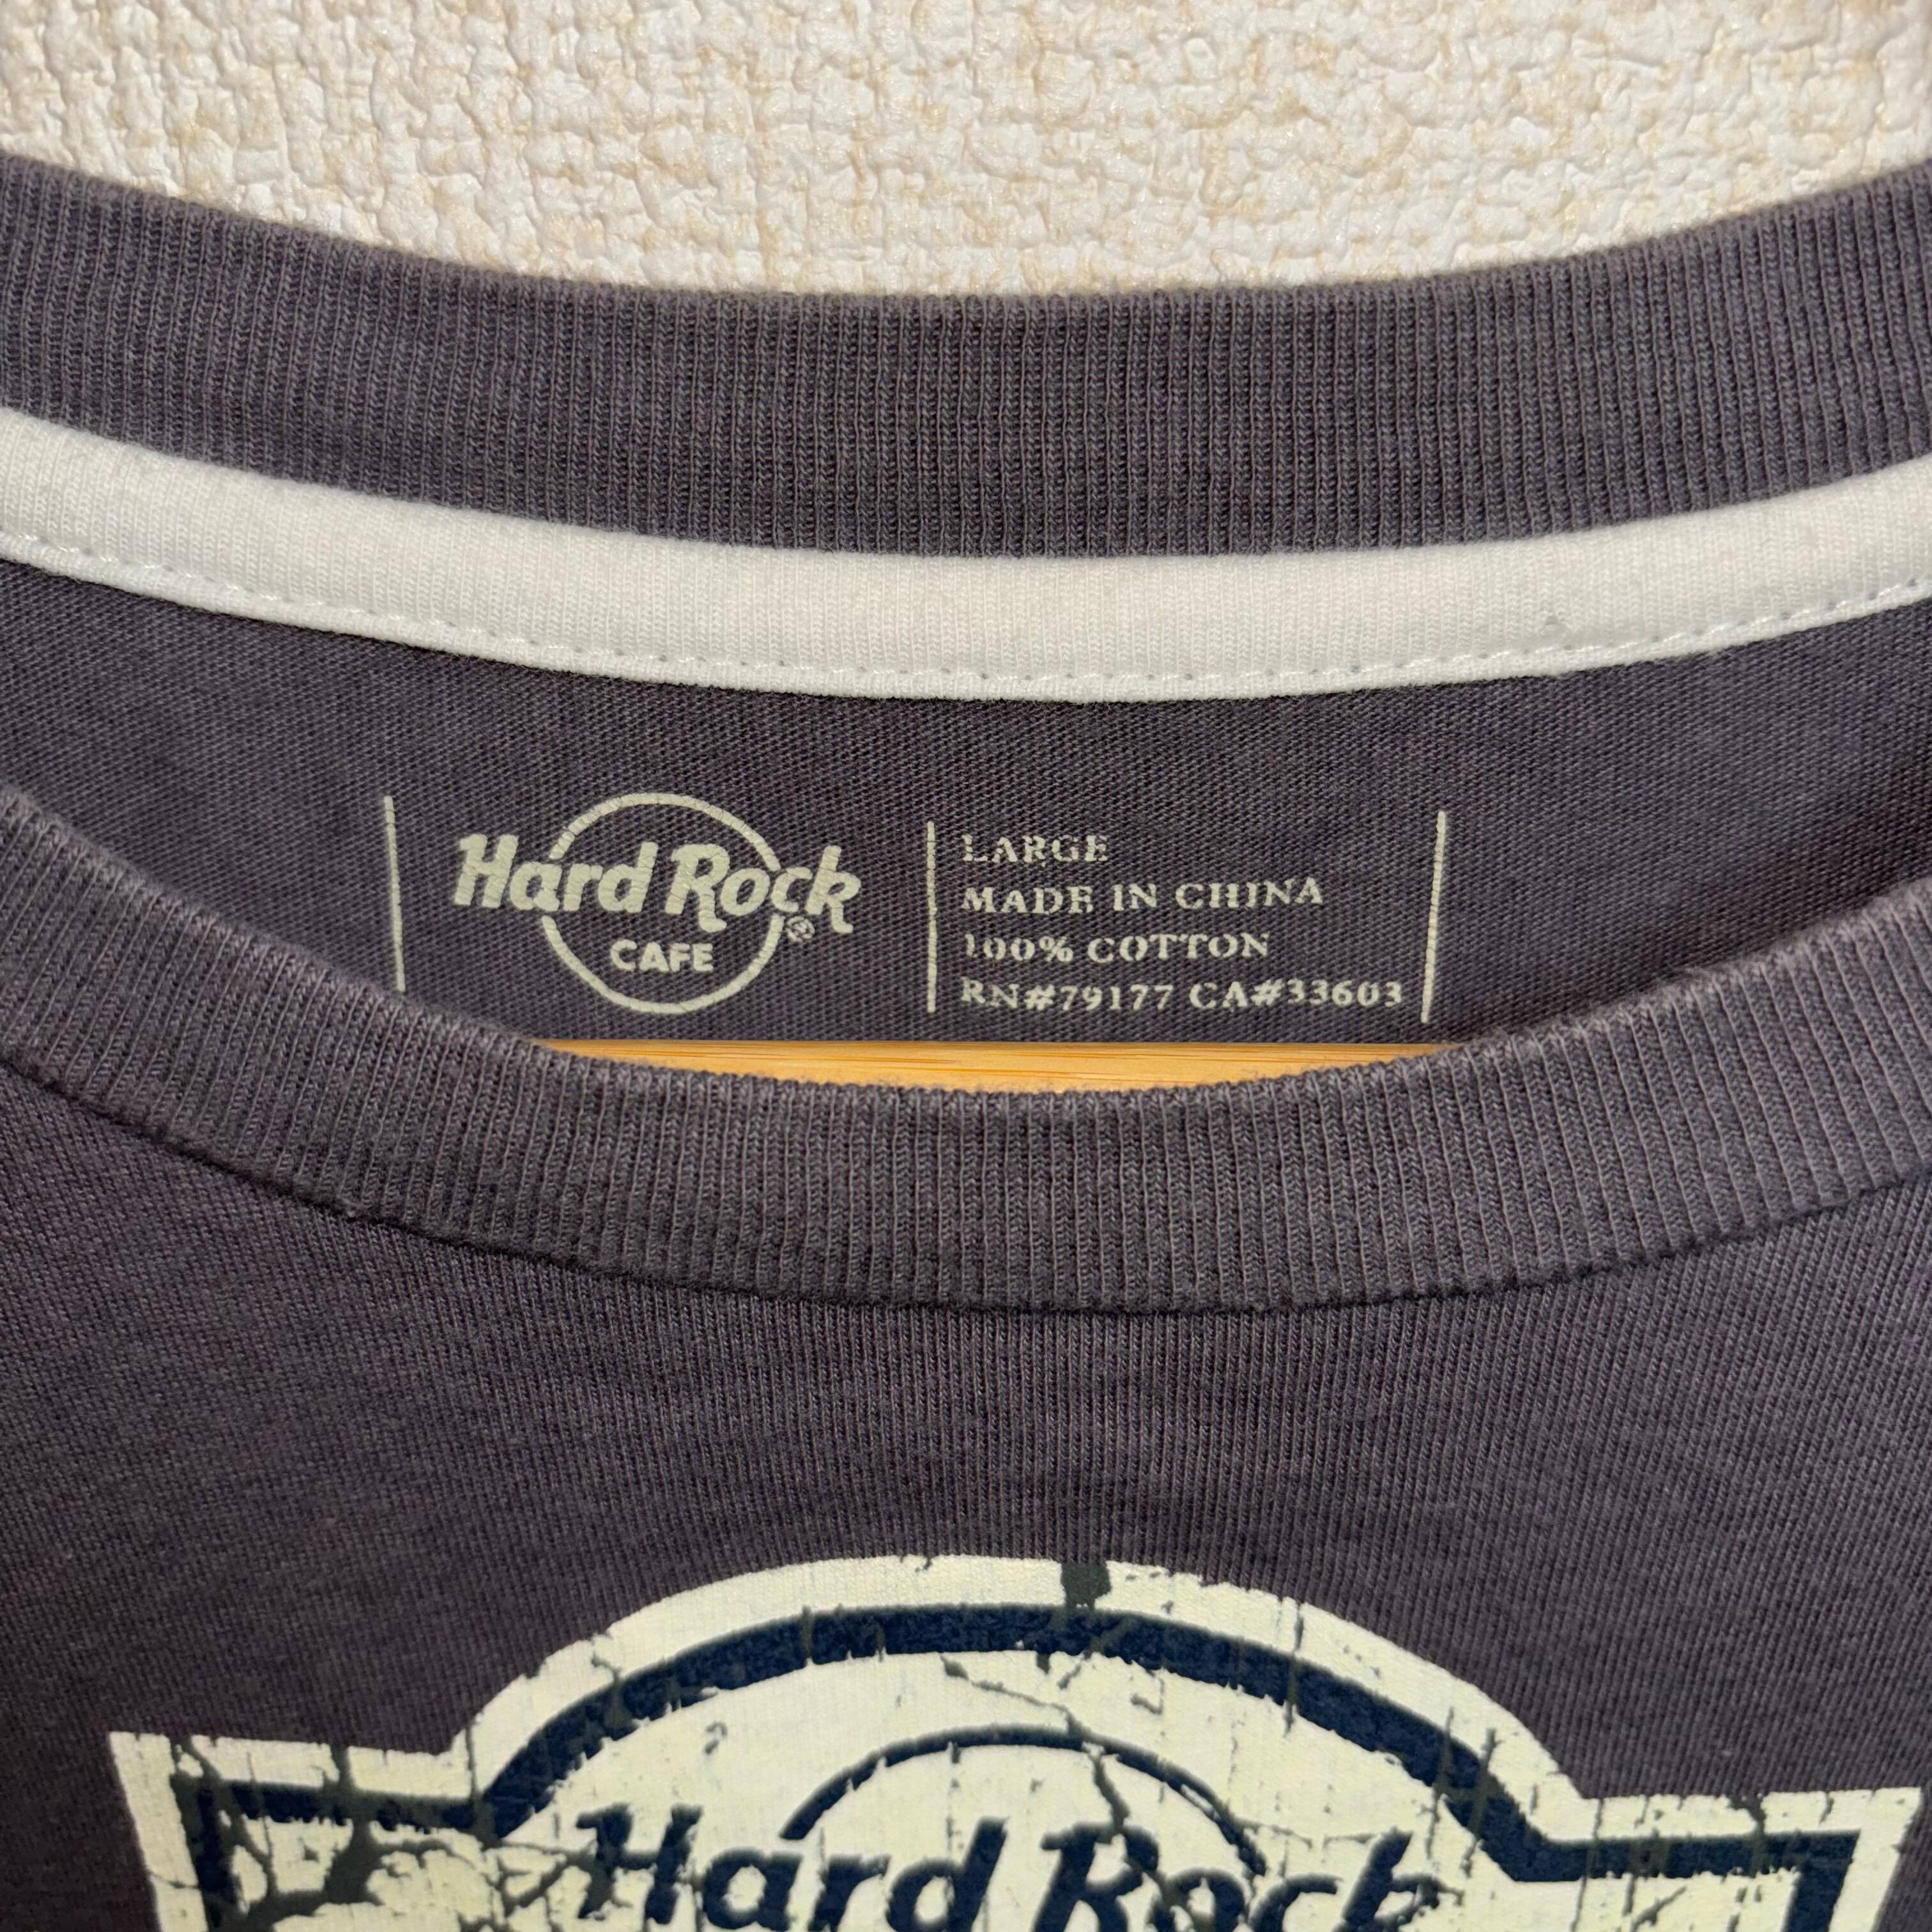 Hard Rock
CAFE
LARGE
MADE IN CHINA
100% COTTON
RN#79177 CA#33603
Hard Rock